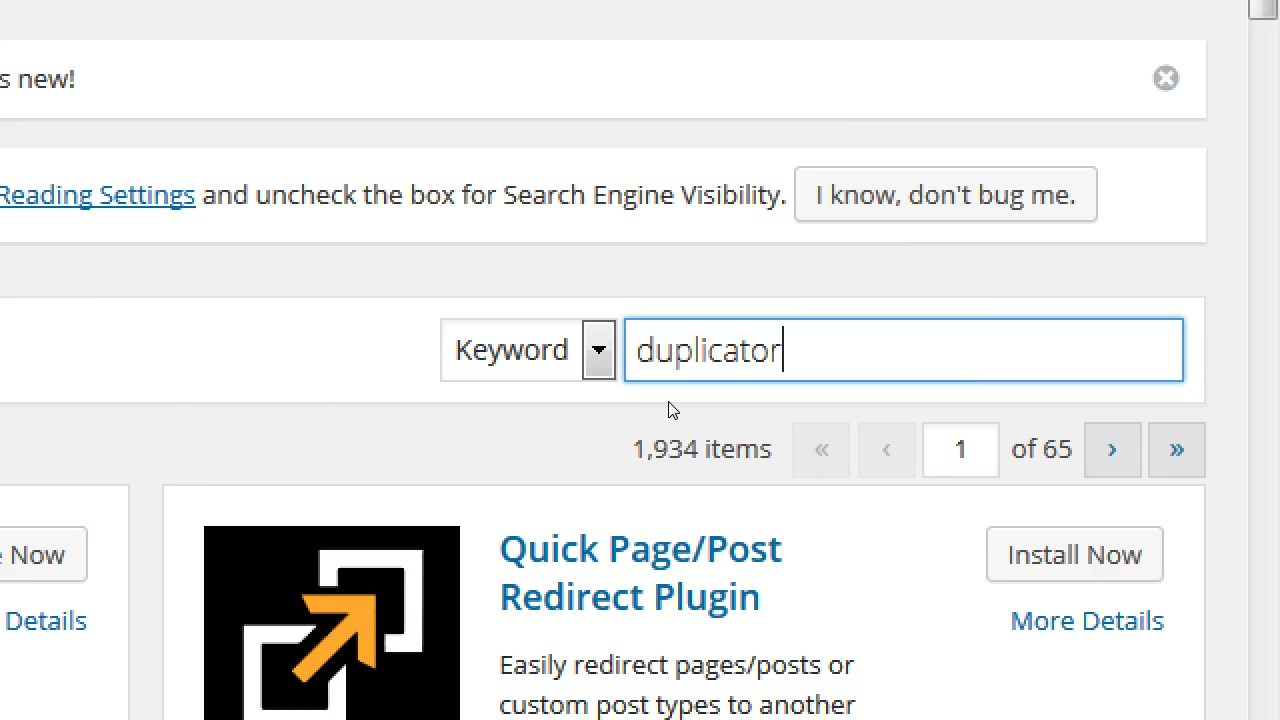 s new!
Reading Settings and uncheck the box for Search Engine Visibility. I know, don't bug me.
Keyword duplicator
1,934 items « ‹ 1 of 65 › »
Now
Details
Quick Page/Post
Redirect Plugin
Install Now
More Details
Easily redirect pages/posts or
custom post types to another